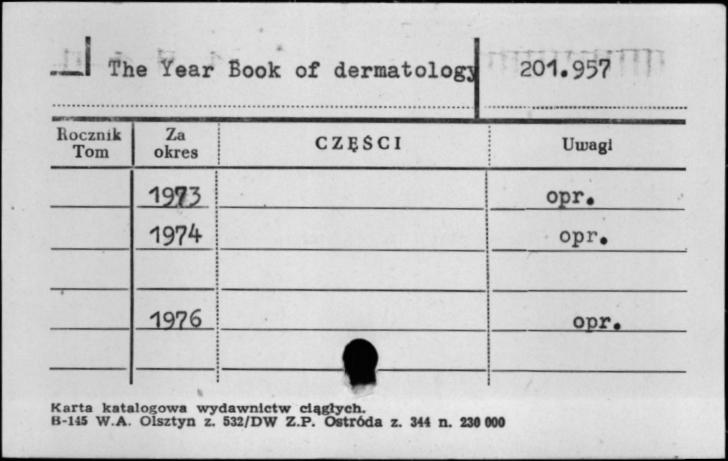 The Year Book of dermatology 201.957
Rocznik Tom Za okres CZĘŚCI Uwagi
1973 opr.
1974 opr.
1976 opr.
Karta katalogowa wydawnictw ciągłych.
B-145 W.A. Olsztyn z. 532/DW Z.P. Ostróda z. 344 n. 230 000